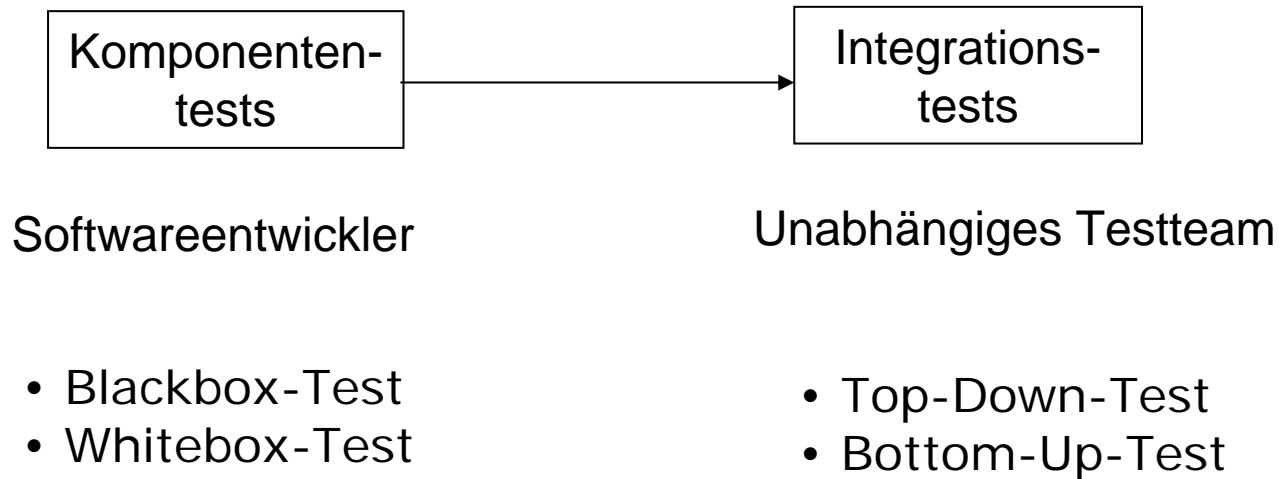 Komponenten-
tests
Integrations-
tests
Softwareentwickler
Unabhängiges Testteam
• Blackbox-Test
• Whitebox-Test
• Top-Down-Test
• Bottom-Up-Test